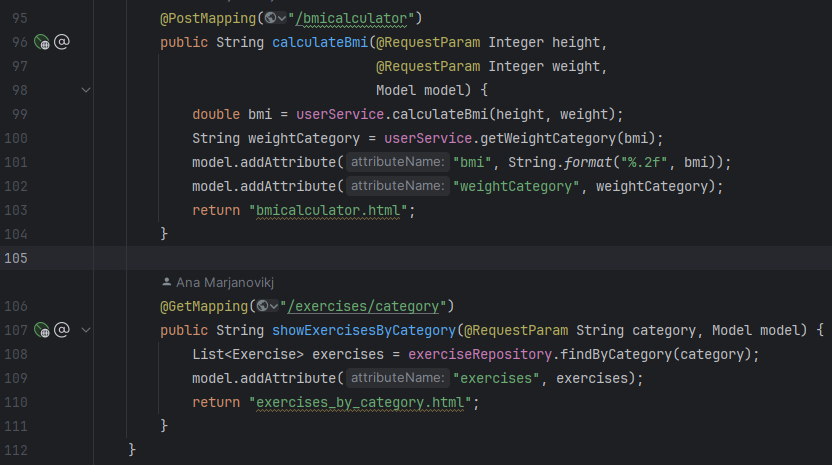 95 @PostMapping("/bmicalculator")
96 public String calculateBmi(@RequestParam Integer height,
97 @RequestParam Integer weight,
98 Model model) {
99 double bmi = userService.calculateBmi(height, weight);
100 String weightCategory = userService.getWeightCategory(bmi);
101 model.addAttribute( attributeName: "bmi", String.format("%.2f", bmi));
102 model.addAttribute( attributeName: "weightCategory", weightCategory);
103 return "bmicalculator.html";
104 }
105
Ana Marjanovikj
106 @GetMapping("/exercises/category")
107 public String showExercisesByCategory(@RequestParam String category, Model model) {
108 List<Exercise> exercises = exerciseRepository.findByCategory(category);
109 model.addAttribute( attributeName: "exercises", exercises);
110 return "exercises_by_category.html";
111 }
112 }